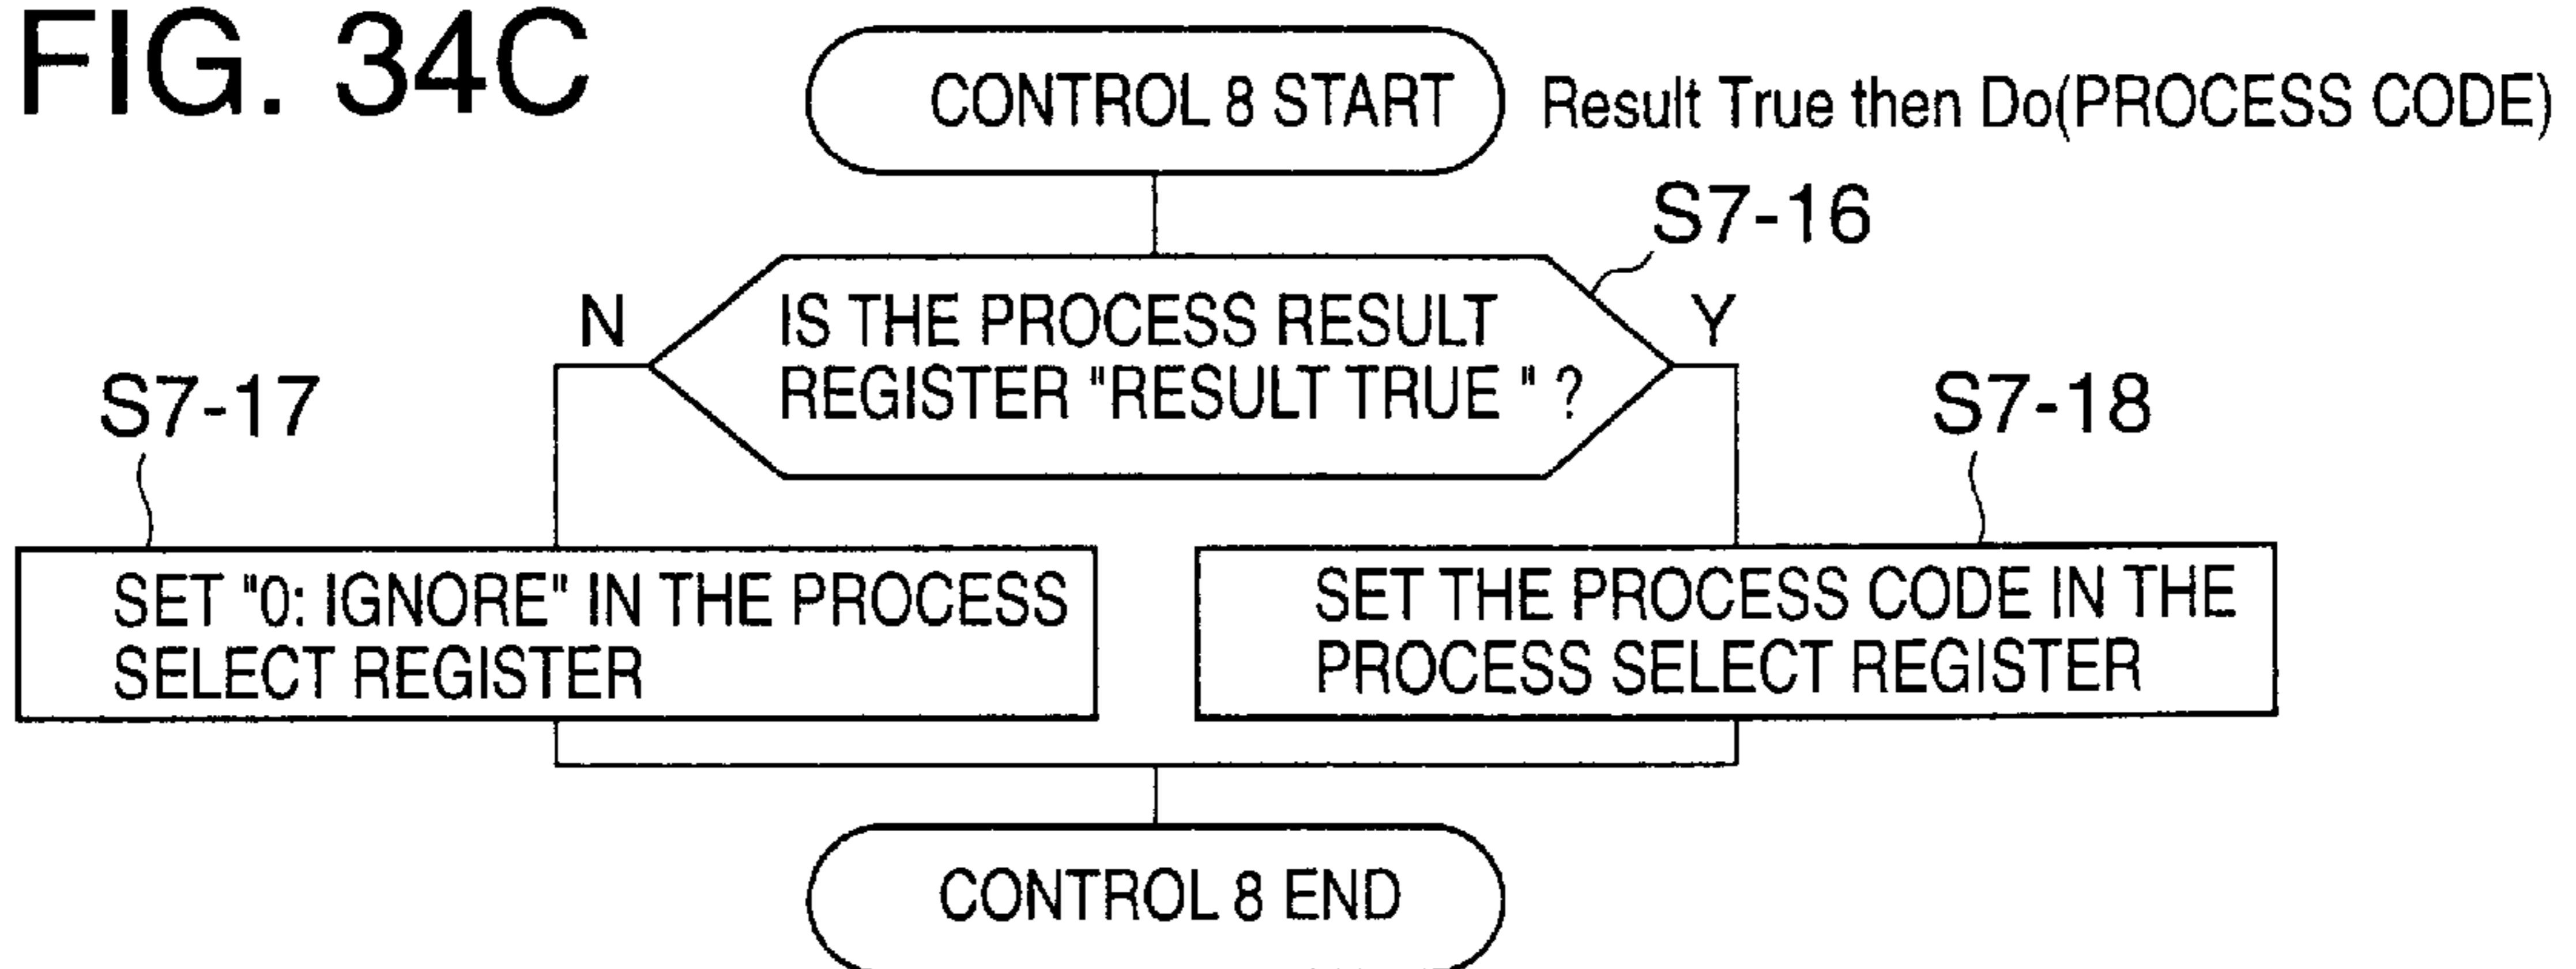 FIG. 34C
CONTROL 8 START
Result True then Do(PROCESS CODE)
S7-16
N
IS THE PROCESS RESULT
REGISTER "RESULT TRUE " ?
Y
S7-17
S7-18
SET "0: IGNORE" IN THE PROCESS
SELECT REGISTER
SET THE PROCESS CODE IN THE
PROCESS SELECT REGISTER
CONTROL 8 END